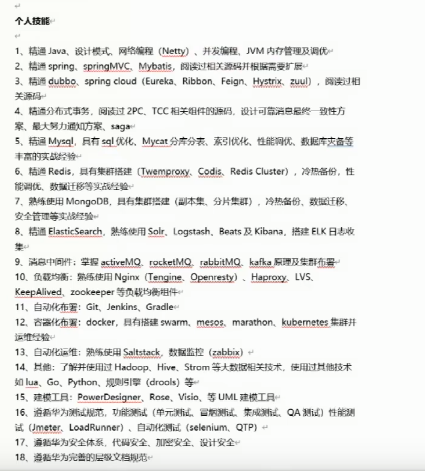 个人技能
1、精通 Java、设计模式、网络编程（Netty）、并发编程、JVM 内存管理及调优
2、精通 spring、springMVC、Mybatis，阅读过相关源码并根据需要扩展
3、精通 dubbo、spring cloud（Eureka、Ribbon、Feign、Hystrix、zuul），阅读过相
关源码
4、精通分布式事务，阅读过 2PC、TCC 相关组件的源码，设计可靠消息最终一致性方
案、最大努力通知方案、saga
5、精通 Mysql，具有 sql 优化、Mycat 分库分表、索引优化、性能调优、数据库灾备等
丰富的实战经验
6、精通 Redis，具有集群搭建（Twemproxy、Codis、Redis Cluster），冷热备份，性
能调优、数据迁移等实战经验
7、熟练使用 MongoDB，具有集群搭建（副本集、分片集群），冷热备份、数据迁移、
安全管理等实战经验
8、精通 ElasticSearch，熟练使用 Solr、Logstash、Beats 及 Kibana，搭建 ELK 日志收
集
9、消息中间件：掌握 activeMQ、rocketMQ、rabbitMQ、kafka 原理及集群部署
10、负载均衡：熟练使用 Nginx（Tengine、Openresty）、Haproxy、LVS、
KeepAlived、zookeeper 等负载均衡组件
11、自动化布署：Git、Jenkins、Gradle
12、容器化布署：docker，具有搭建 swarm、mesos、marathon、kubernetes 集群并
运维经验
13、自动化运维：熟练使用 Saltstack，数据监控（zabbix）
14、其他：了解并使用过 Hadoop、Hive、Strom 等大数据相关技术，使用过其他技术
如 lua、Go、Python、规则引擎（drools）等
15、建模工具：PowerDesigner、Rose、Visio、等 UML 建模工具
16、遵循华为测试规范，功能测试（单元测试、冒烟测试、集成测试、QA 测试）性能测
试（Jmeter、LoadRunner）、自动化测试（selenium、QTP）
17、遵循华为安全体系，代码安全、加密安全、设计安全
18、遵循华为完善的层级文档规范